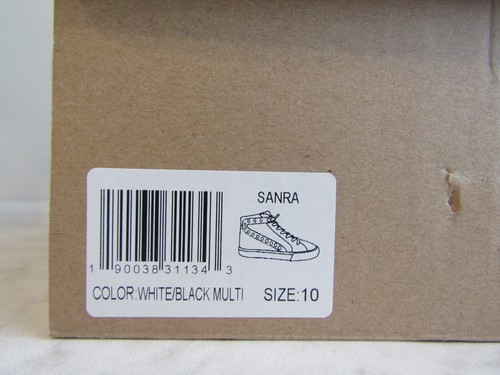 SANRA
1 90038 31134 3
COLOR:WHITE/BLACK MULTI SIZE:10